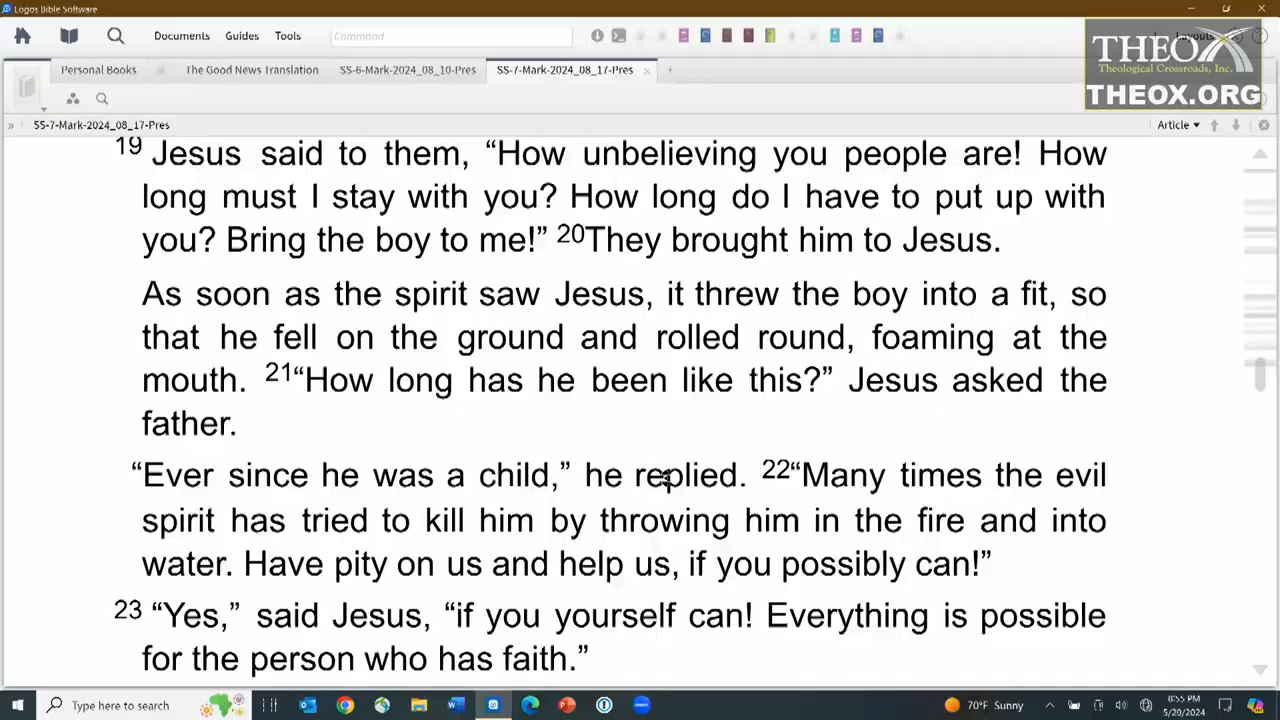 Logos Bible Software
Documents Guides Tools Command Layouts
THEOX
Theological Crossroads, Inc.
THEOX.ORG
Personal Books The Good News Translation SS-6-Mark-2024 SS-7-Mark-2024_08_17-Pres
SS-7-Mark-2024_08_17-Pres Article
19 Jesus said to them, “How unbelieving you people are! How
long must I stay with you? How long do I have to put up with
you? Bring the boy to me!” 20They brought him to Jesus.
As soon as the spirit saw Jesus, it threw the boy into a fit, so
that he fell on the ground and rolled round, foaming at the
mouth. 21“How long has he been like this?” Jesus asked the
father.
“Ever since he was a child,” he replied. 22“Many times the evil
spirit has tried to kill him by throwing him in the fire and into
water. Have pity on us and help us, if you possibly can!”
23 “Yes,” said Jesus, “if you yourself can! Everything is possible
for the person who has faith.”
Type here to search 70°F Sunny 8:55 PM
5/29/2024